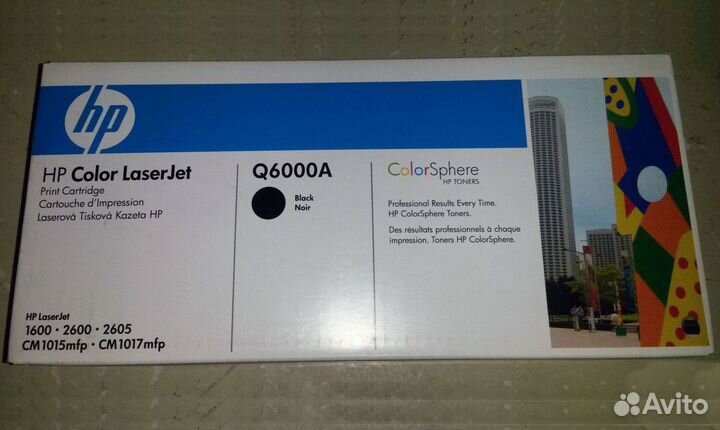 hp
HP Color LaserJet
Print Cartridge
Cartouche d'Impression
Laserová Tisková Kazeta HP
HP LaserJet
1600 • 2600 • 2605
CM1015mfp • CM1017mfp
Q6000A
Black
Noir
ColorSphere
HP TONERS
Professional Results Every Time.
HP ColorSphere Toners.
Des résultats professionnels à chaque
impression. Toners HP ColorSphere.
Avito